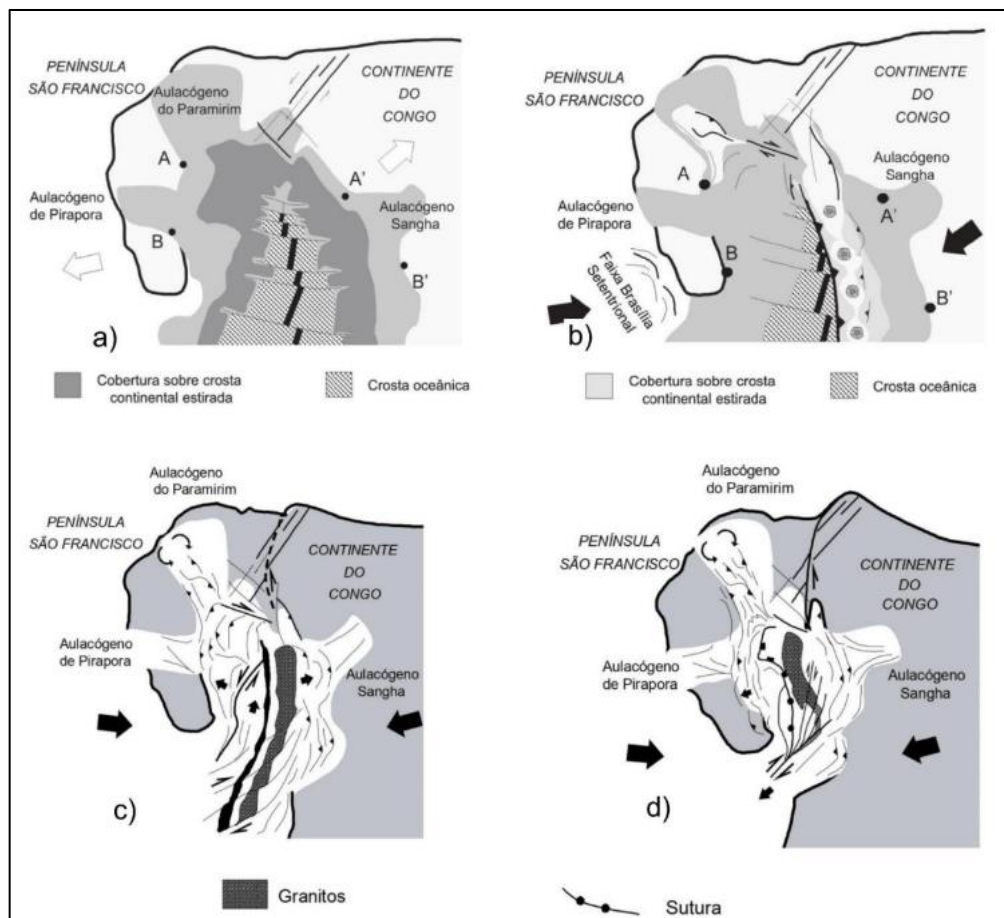 PENÍNSULA
SÃO FRANCISCO
Aulacógeno
do Paramirim
CONTINENTE
DO
CONGO
A
A'
Aulacógeno
de Pirapora
B
Aulacógeno
Sangha
B'
a)
Cobertura sobre crosta
continental estirada
Crosta oceânica
PENÍNSULA
SÃO FRANCISCO
Aulacógeno
do Paramirim
CONTINENTE
DO
CONGO
A
Aulacógeno
Sangha
A'
Aulacógeno
de Pirapora
B
Faixa Brasília
Setentrional
B'
b)
Cobertura sobre crosta
continental estirada
Crosta oceânica
Aulacógeno
do Paramirim
PENÍNSULA
SÃO FRANCISCO
CONTINENTE
DO
CONGO
Aulacógeno
de Pirapora
Aulacógeno
Sangha
c)
Aulacógeno
do Paramirim
PENÍNSULA
SÃO FRANCISCO
CONTINENTE
DO
CONGO
Aulacógeno
de Pirapora
Aulacógeno
Sangha
d)
Granitos
Sutura